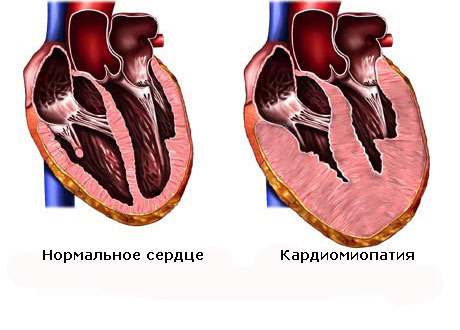 Нормальное сердце
Кардиомиопатия